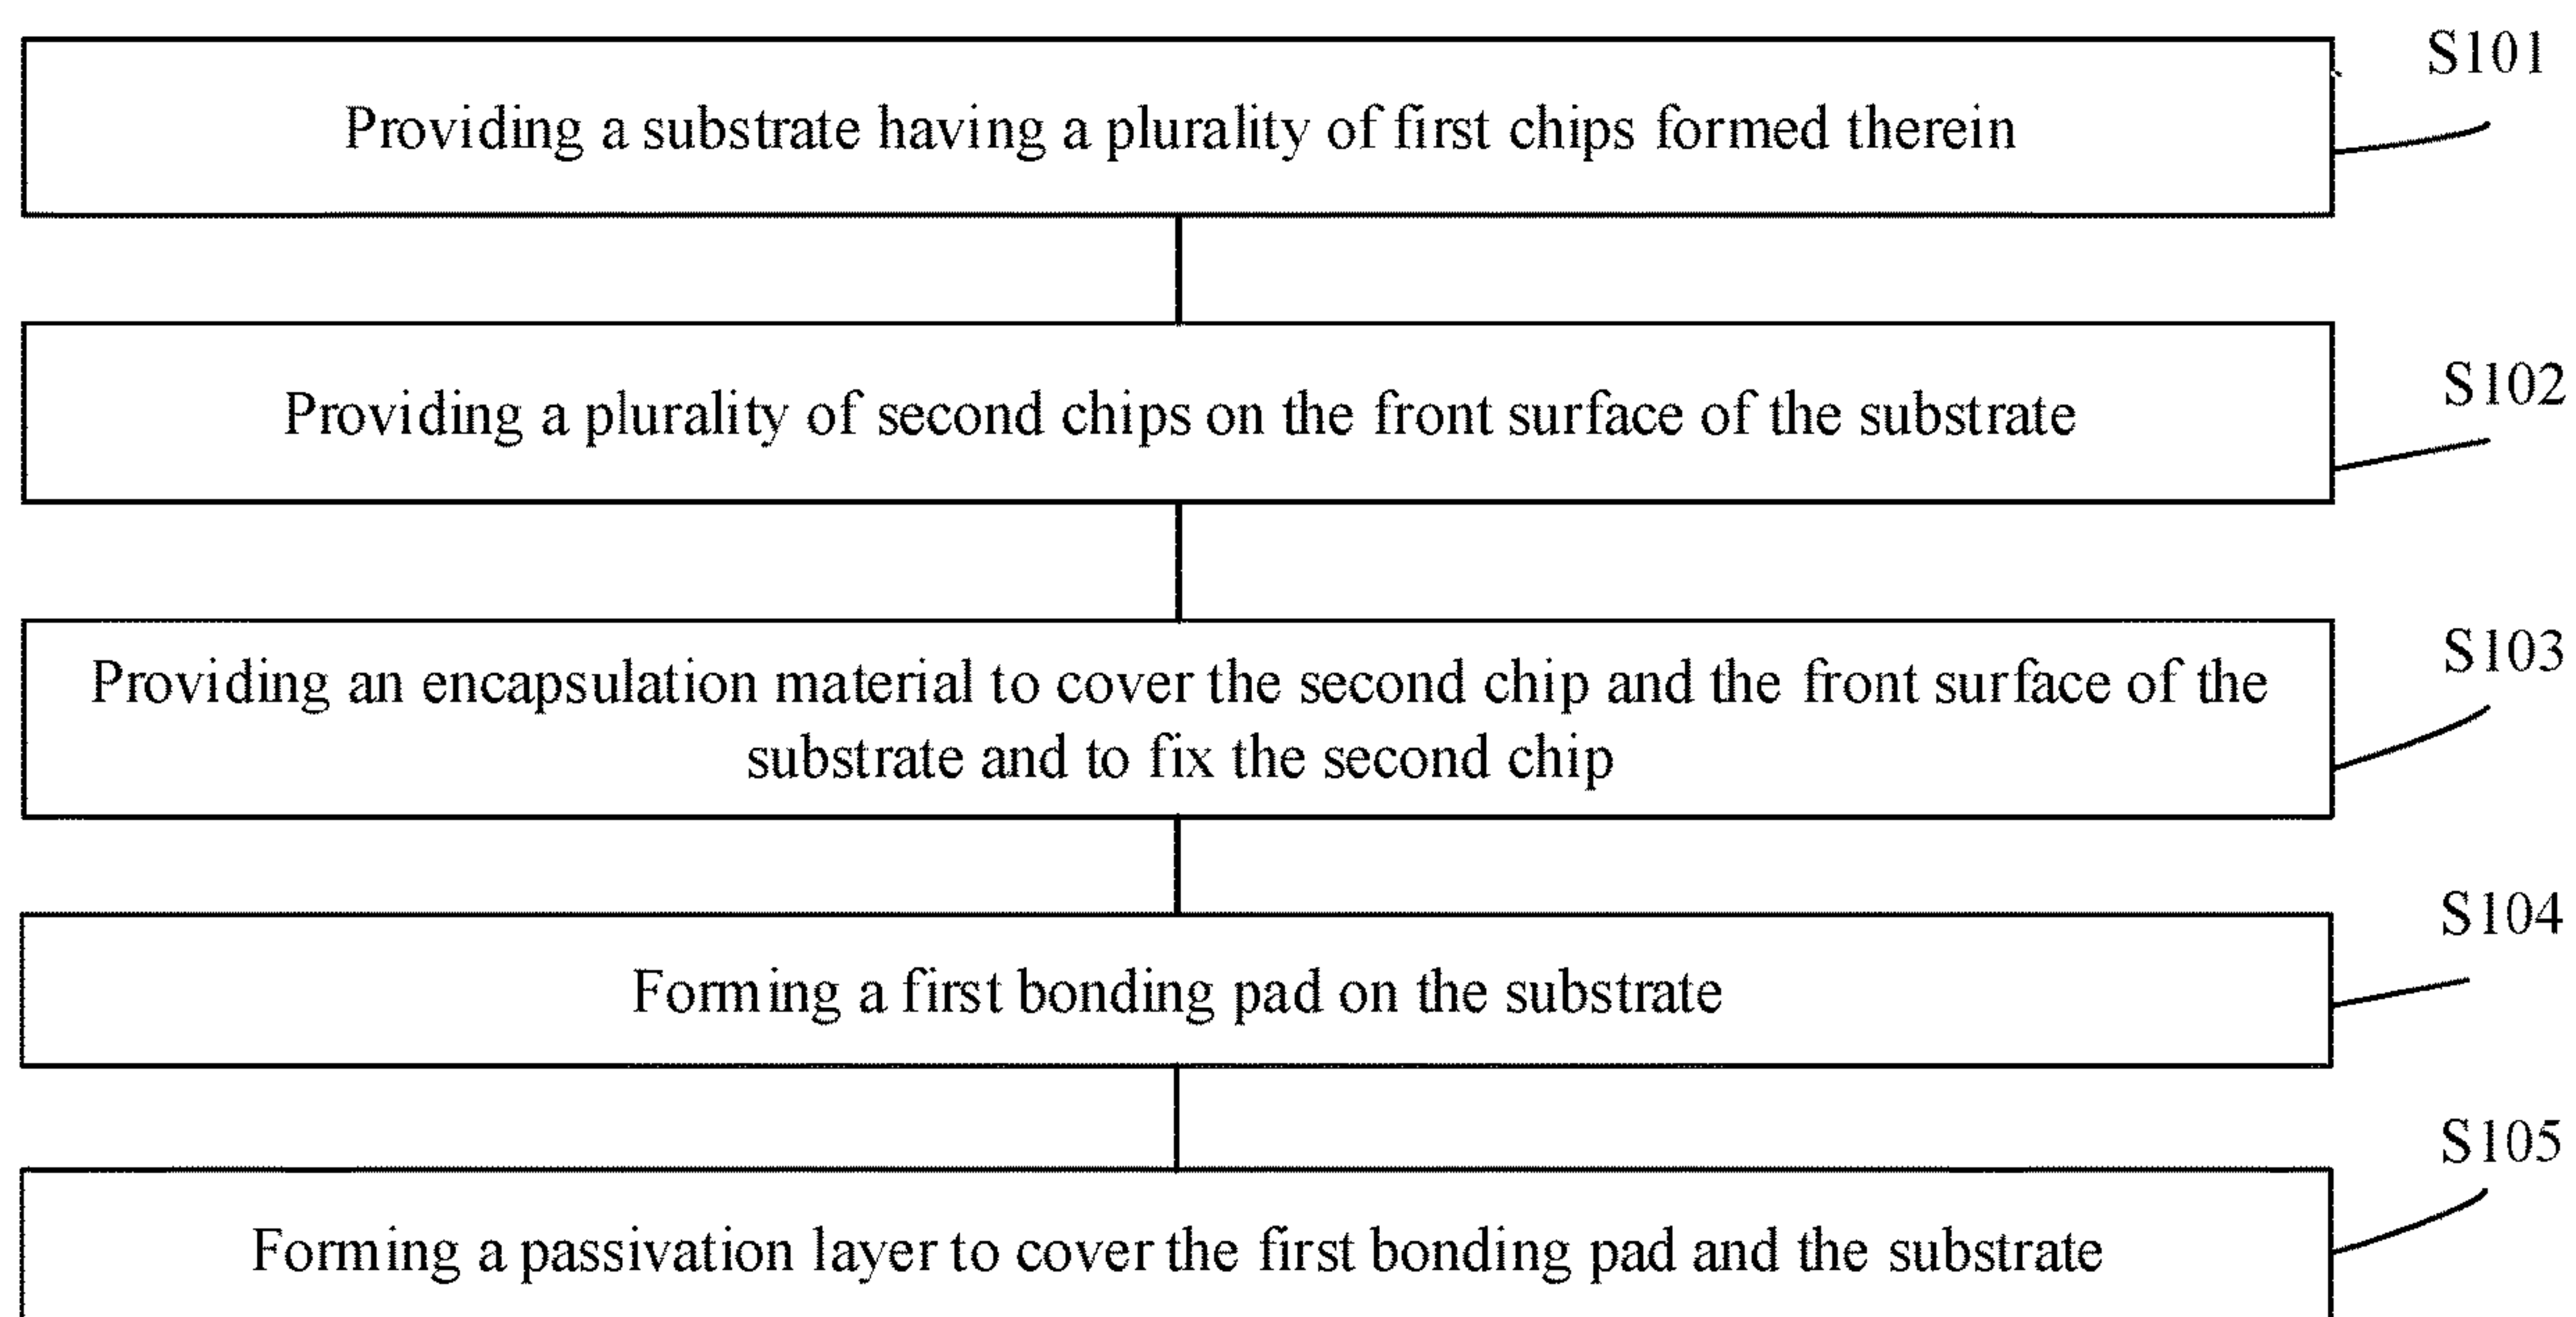 S101
Providing a substrate having a plurality of first chips formed therein
S102
Providing a plurality of second chips on the front surface of the substrate
S103
Providing an encapsulation material to cover the second chip and the front surface of the
substrate and to fix the second chip
S104
Forming a first bonding pad on the substrate
S105
Forming a passivation layer to cover the first bonding pad and the substrate